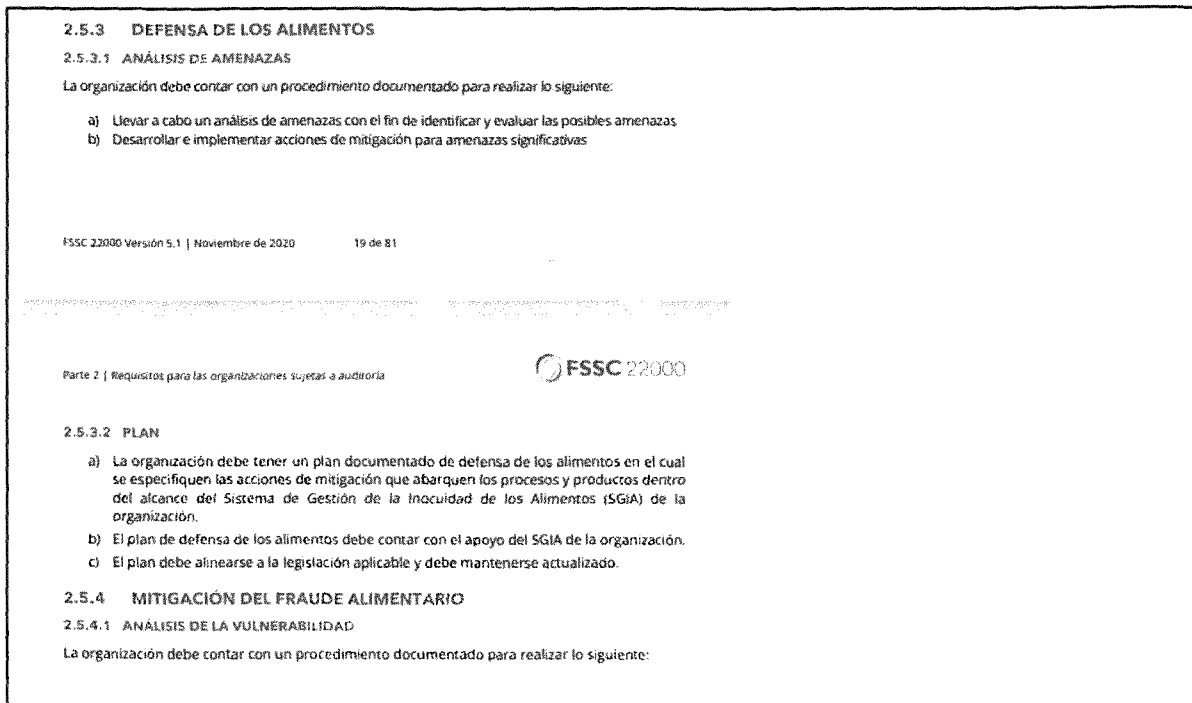 2.5.3 DEFENSA DE LOS ALIMENTOS
2.5.3.1 ANÁLISIS DE AMENAZAS
La organización debe contar con un procedimiento documentado para realizar lo siguiente:
a) Llevar a cabo un análisis de amenazas con el fin de identificar y evaluar las posibles amenazas
b) Desarrollar e implementar acciones de mitigación para amenazas significativas
FSSC 22000 Versión 5.1 | Noviembre de 2020 19 de 81
Parte 2 | Requisitos para las organizaciones sujetas a auditoría
FSSC 22000
2.5.3.2 PLAN
a) La organización debe tener un plan documentado de defensa de los alimentos en el cual
se especifiquen las acciones de mitigación que abarquen los procesos y productos dentro
del alcance del Sistema de Gestión de la Inocuidad de los Alimentos (SGIA) de la
organización.
b) El plan de defensa de los alimentos debe contar con el apoyo del SGIA de la organización.
c) El plan debe alinearse a la legislación aplicable y debe mantenerse actualizado.
2.5.4 MITIGACIÓN DEL FRAUDE ALIMENTARIO
2.5.4.1 ANÁLISIS DE LA VULNERABILIDAD
La organización debe contar con un procedimiento documentado para realizar lo siguiente: